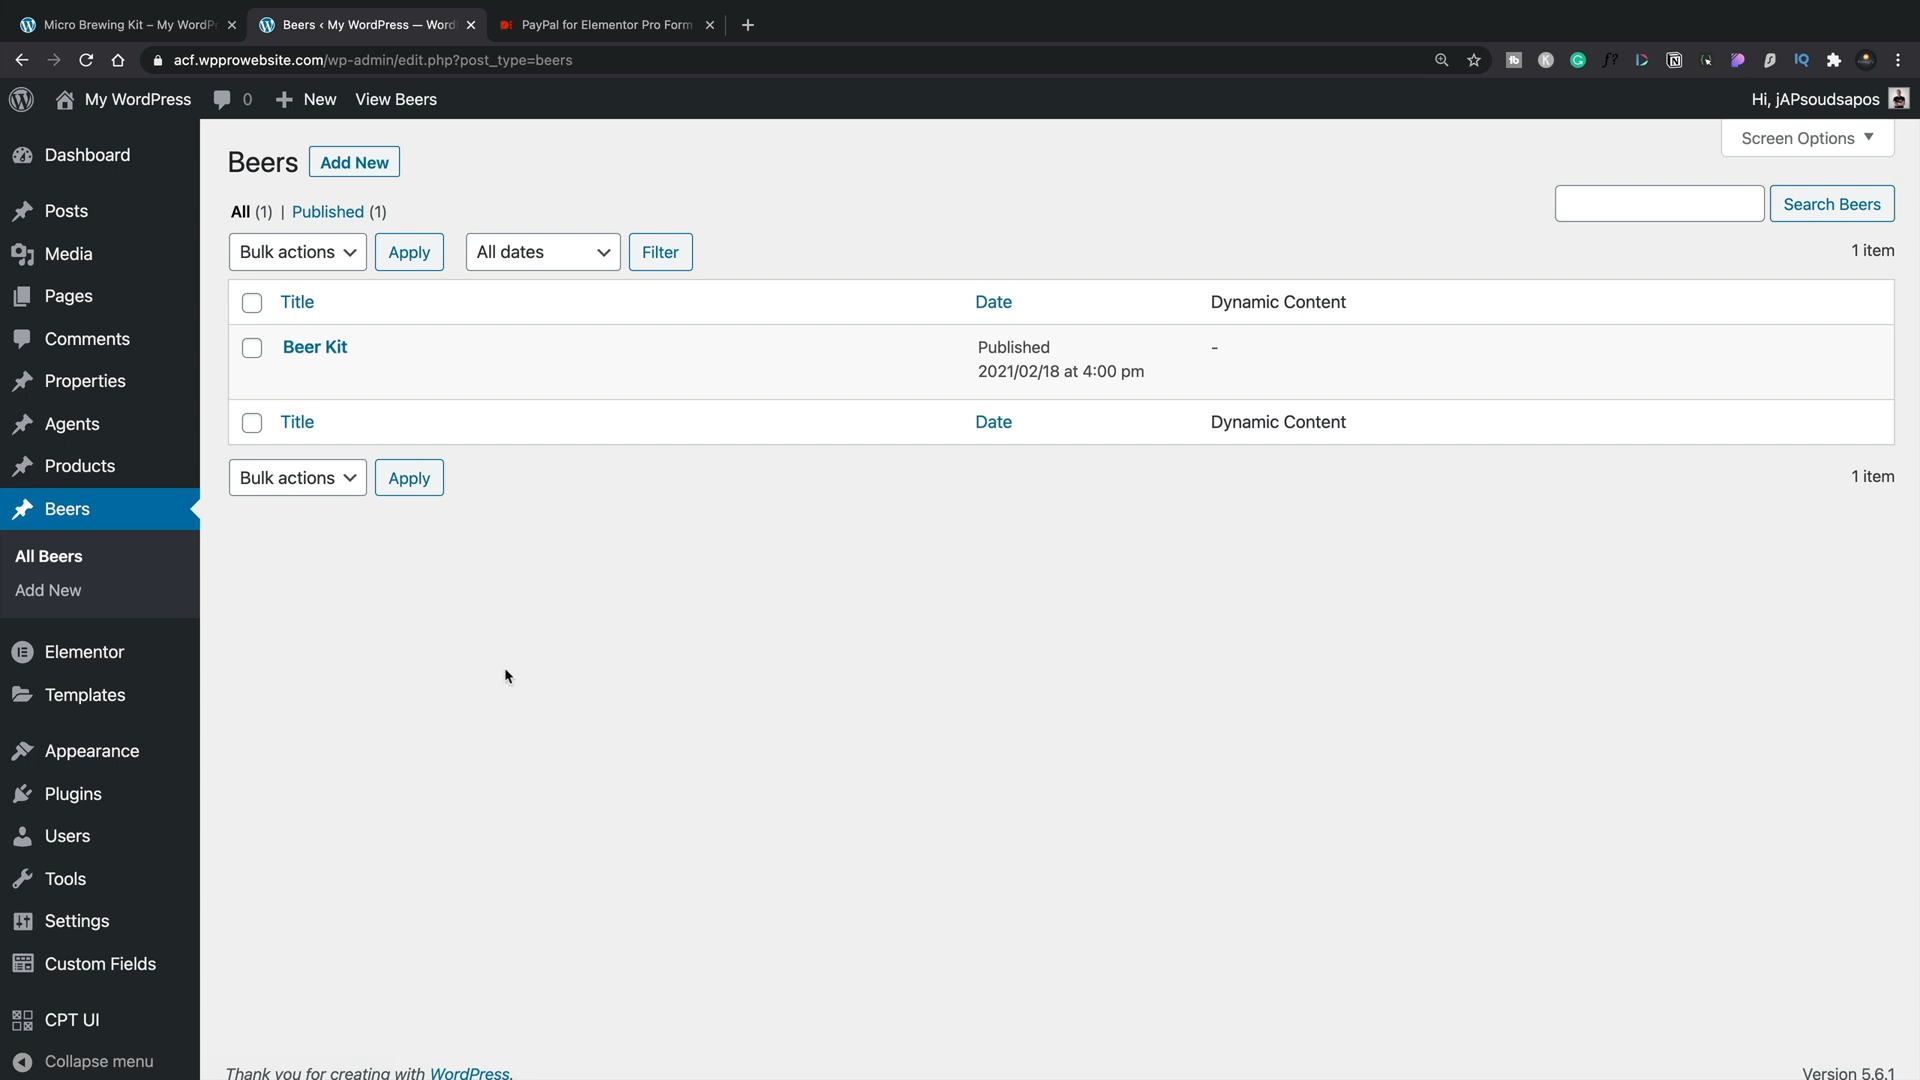 Micro Brewing Kit – My WordP
Beers ‹ My WordPress — Word
PayPal for Elementor Pro Form
acf.wpprowebsite.com/wp-admin/edit.php?post_type=beers
My WordPress
0
New
View Beers
Hi, jAPsoudsapos
Dashboard
Posts
Media
Pages
Comments
Properties
Agents
Products
Beers
All Beers
Add New
Elementor
Templates
Appearance
Plugins
Users
Tools
Settings
Custom Fields
CPT UI
Collapse menu
Screen Options
Beers
Add New
All (1) | Published (1)
Search Beers
Bulk actions
Apply
All dates
Filter
1 item
Title
Date
Dynamic Content
Beer Kit
Published
2021/02/18 at 4:00 pm
-
Title
Date
Dynamic Content
Bulk actions
Apply
1 item
Thank you for creating with WordPress.
Version 5.6.1